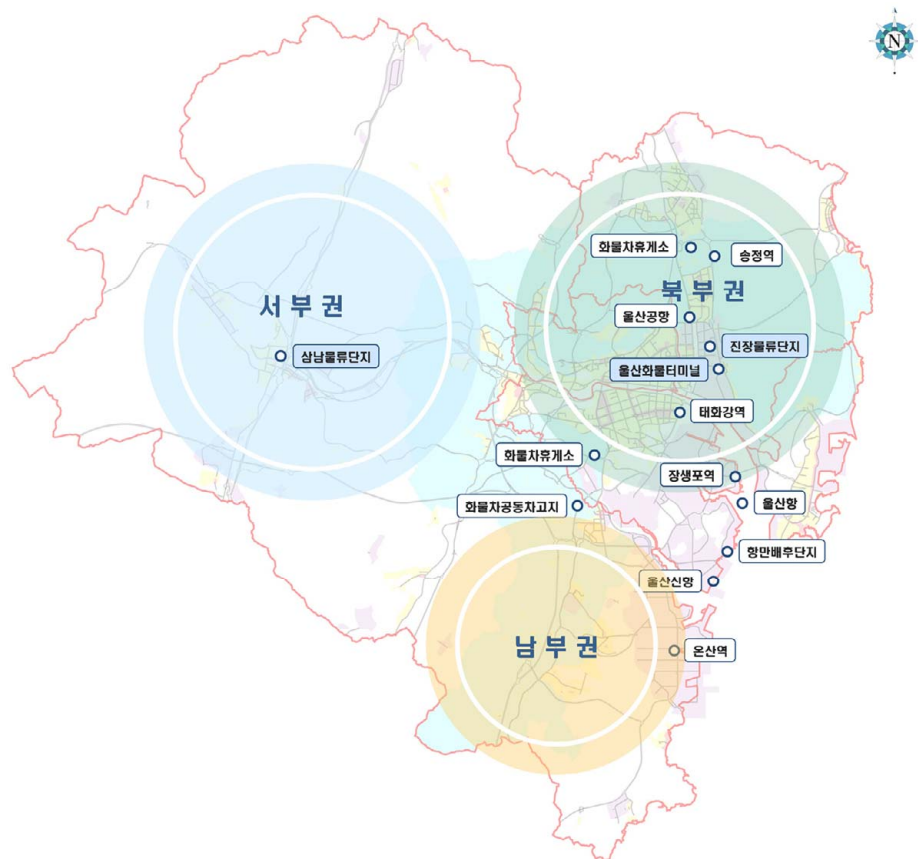 N
화물차휴게소
송정역
북부권
서부권
울산공항
진장물류단지
삼남물류단지
울산화물터미널
태화강역
화물차휴게소
장생포역
울산항
화물차공동차고지
항만배후단지
울산신항
남부권
온산역